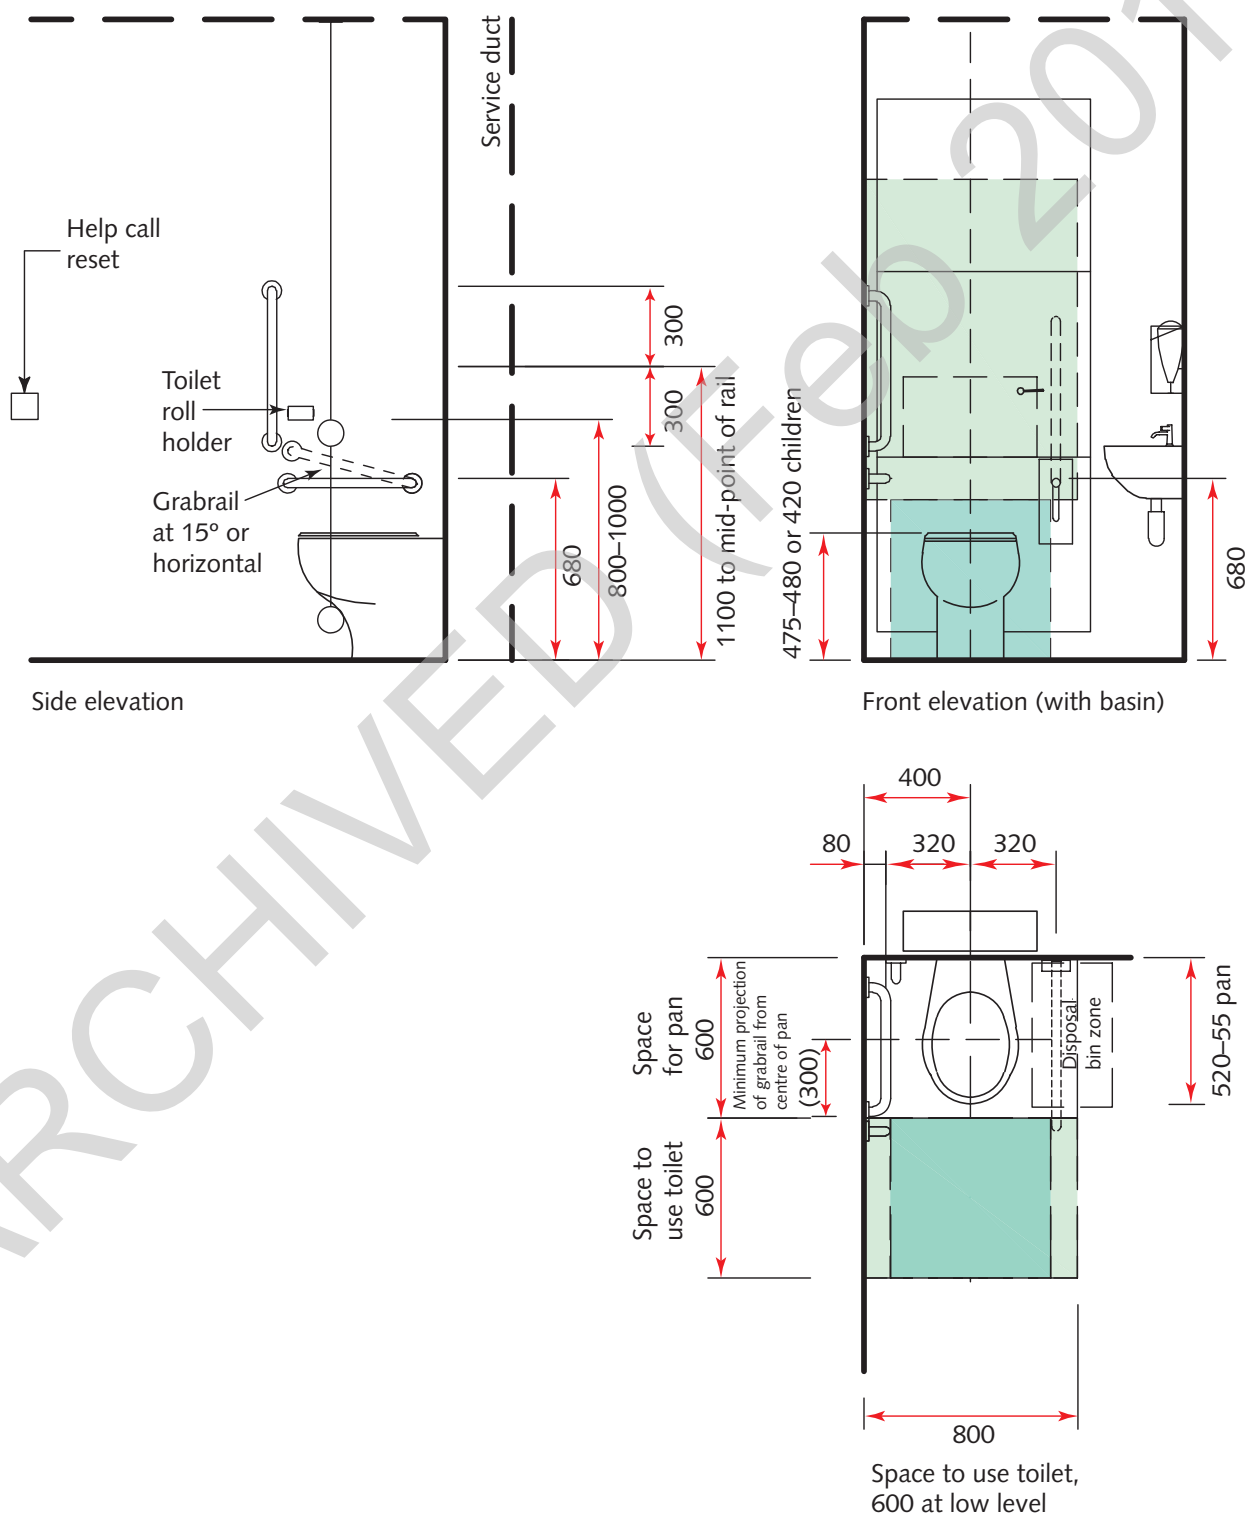 Service duct
Help call
reset
Toilet
roll
holder
Grabrail
at 15º or
horizontal
300
300
680
800–1000
1100 to mid-point of rail
Side elevation
475–480 or 420 children
680
Front elevation (with basin)
400
80
320
320
Space
for pan
600
Minimum projection
of grabrail from
centre of pan
(300)
Disposal
bin zone
520–55 pan
Space to
use toilet
600
800
Space to use toilet,
600 at low level
ARCHIVED (Feb 201